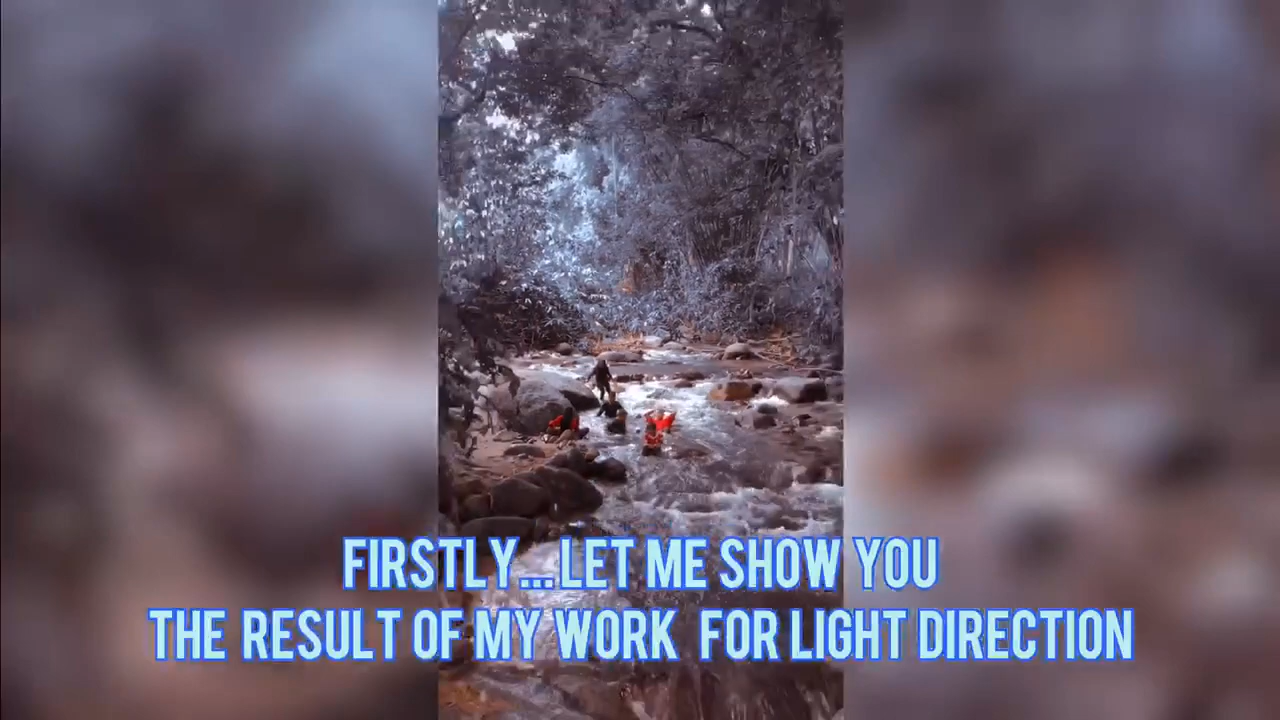 FIRSTLY... LET ME SHOW YOU
THE RESULT OF MY WORK FOR LIGHT DIRECTION